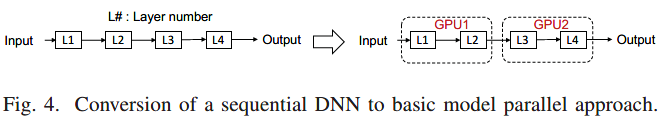 L# : Layer number
GPU1 GPU2
Input L1 L2 L3 L4 Output Input L1 L2 L3 L4 Output
Fig. 4. Conversion of a sequential DNN to basic model parallel approach.